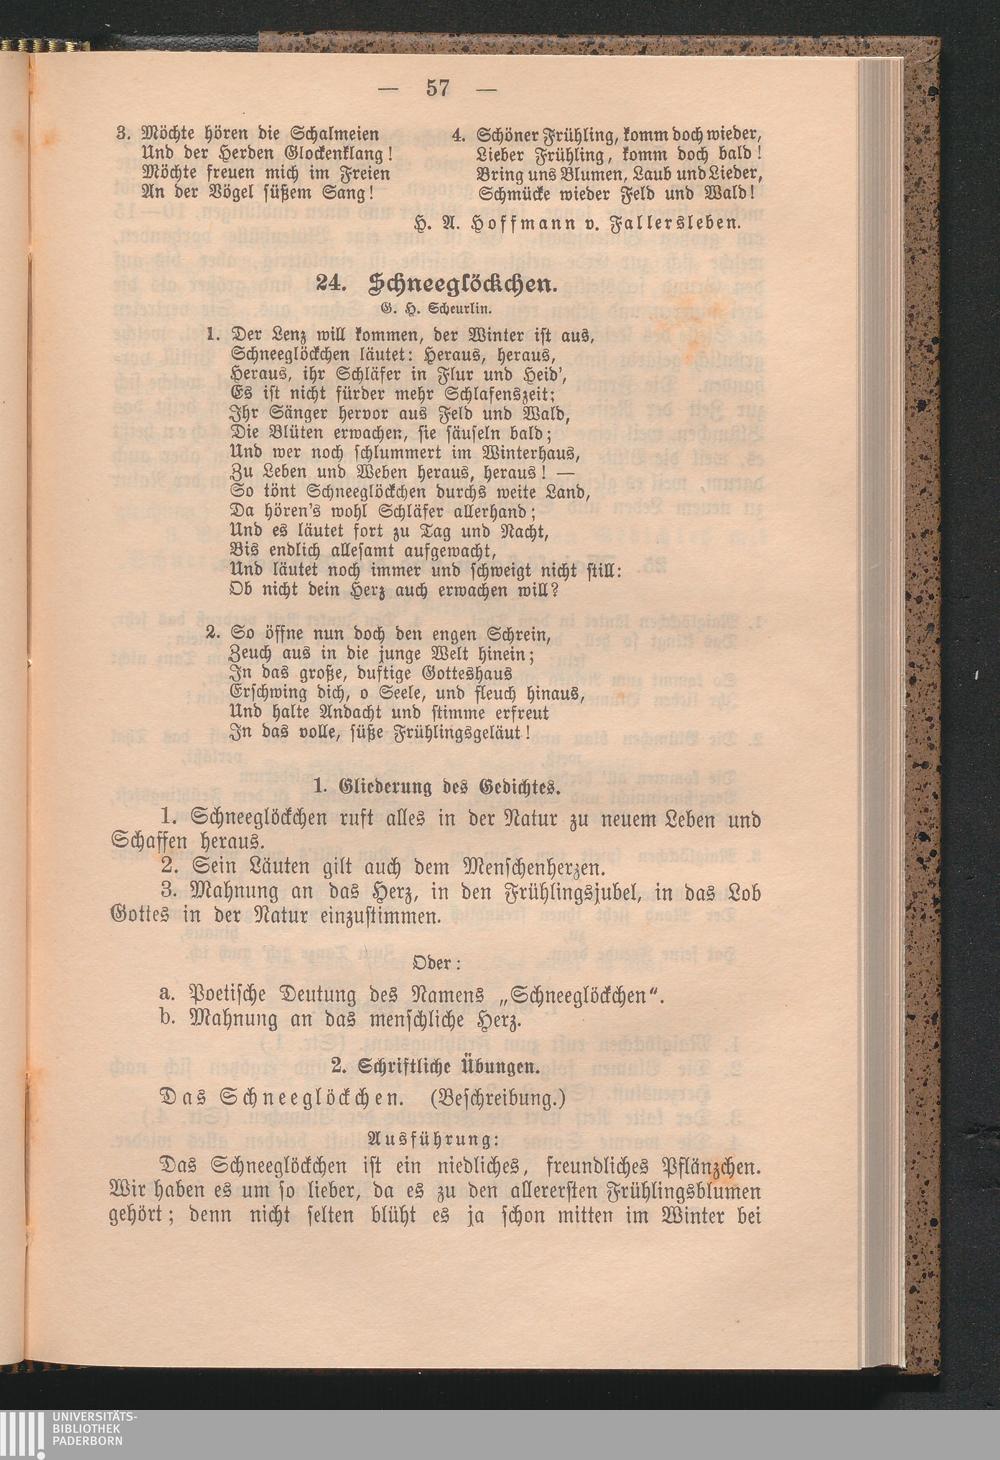 — 57 —
3. Möchte hören die Schalmeien
Und der Herden Glockenklang!
Möchte freuen mich im Freien
An der Vögel süßem Sang!
4. Schöner Frühling, komm doch wieder,
Lieber Frühling, komm doch bald!
Bring uns Blumen, Laub und Lieder,
Schmücke wieder Feld und Wald!
H. A. Hoffmann v. Fallersleben.
24. Schneeglöckchen.
G. H. Scheurlin.
1. Der Lenz will kommen, der Winter ist aus,
Schneeglöckchen läutet: Heraus, heraus,
Heraus, ihr Schläfer in Flur und Heid',
Es ist nicht fürder mehr Schlafenszeit;
Ihr Sänger hervor aus Feld und Wald,
Die Blüten erwachen, sie säuseln bald;
Und wer noch schlummert im Winterhaus,
Zu Leben und Weben heraus, heraus! —
So tönt Schneeglöckchen durchs weite Land,
Da hören's wohl Schläfer allerhand;
Und es läutet fort zu Tag und Nacht,
Bis endlich allesamt aufgewacht,
Und läutet noch immer und schweigt nicht still:
Ob nicht dein Herz auch erwachen will?
2. So öffne nun doch den engen Schrein,
Zeuch aus in die junge Welt hinein;
In das große, duftige Gotteshaus
Erschwing dich, o Seele, und fleuch hinaus,
Und halte Andacht und stimme erfreut
In das volle, süße Frühlingsgeläut!
1. Gliederung des Gedichtes.
1. Schneeglöckchen ruft alles in der Natur zu neuem Leben und
Schaffen heraus.
2. Sein Läuten gilt auch dem Menschenherzen.
3. Mahnung an das Herz, in den Frühlingsjubel, in das Lob
Gottes in der Natur einzustimmen.
Oder:
a. Poetische Deutung des Namens „Schneeglöckchen“.
b. Mahnung an das menschliche Herz.
2. Schriftliche Übungen.
Das Schneeglöckchen. (Beschreibung.)
Ausführung:
Das Schneeglöckchen ist ein niedliches, freundliches Pflänzchen.
Wir haben es um so lieber, da es zu den allerersten Frühlingsblumen
gehört; denn nicht selten blüht es ja schon mitten im Winter bei
UNIVERSITÄTS-
BIBLIOTHEK
PADERBORN